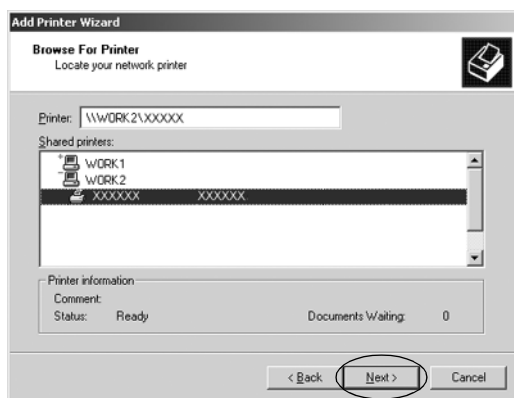 Add Printer Wizard
Browse For Printer
Locate your network printer
Printer: \\WORK2\XXXXX
Shared printers:
WORK1
WORK2
XXXXXX XXXXXX
Printer information
Comment:
Status: Ready Documents Waiting: 0
< Back Next > Cancel